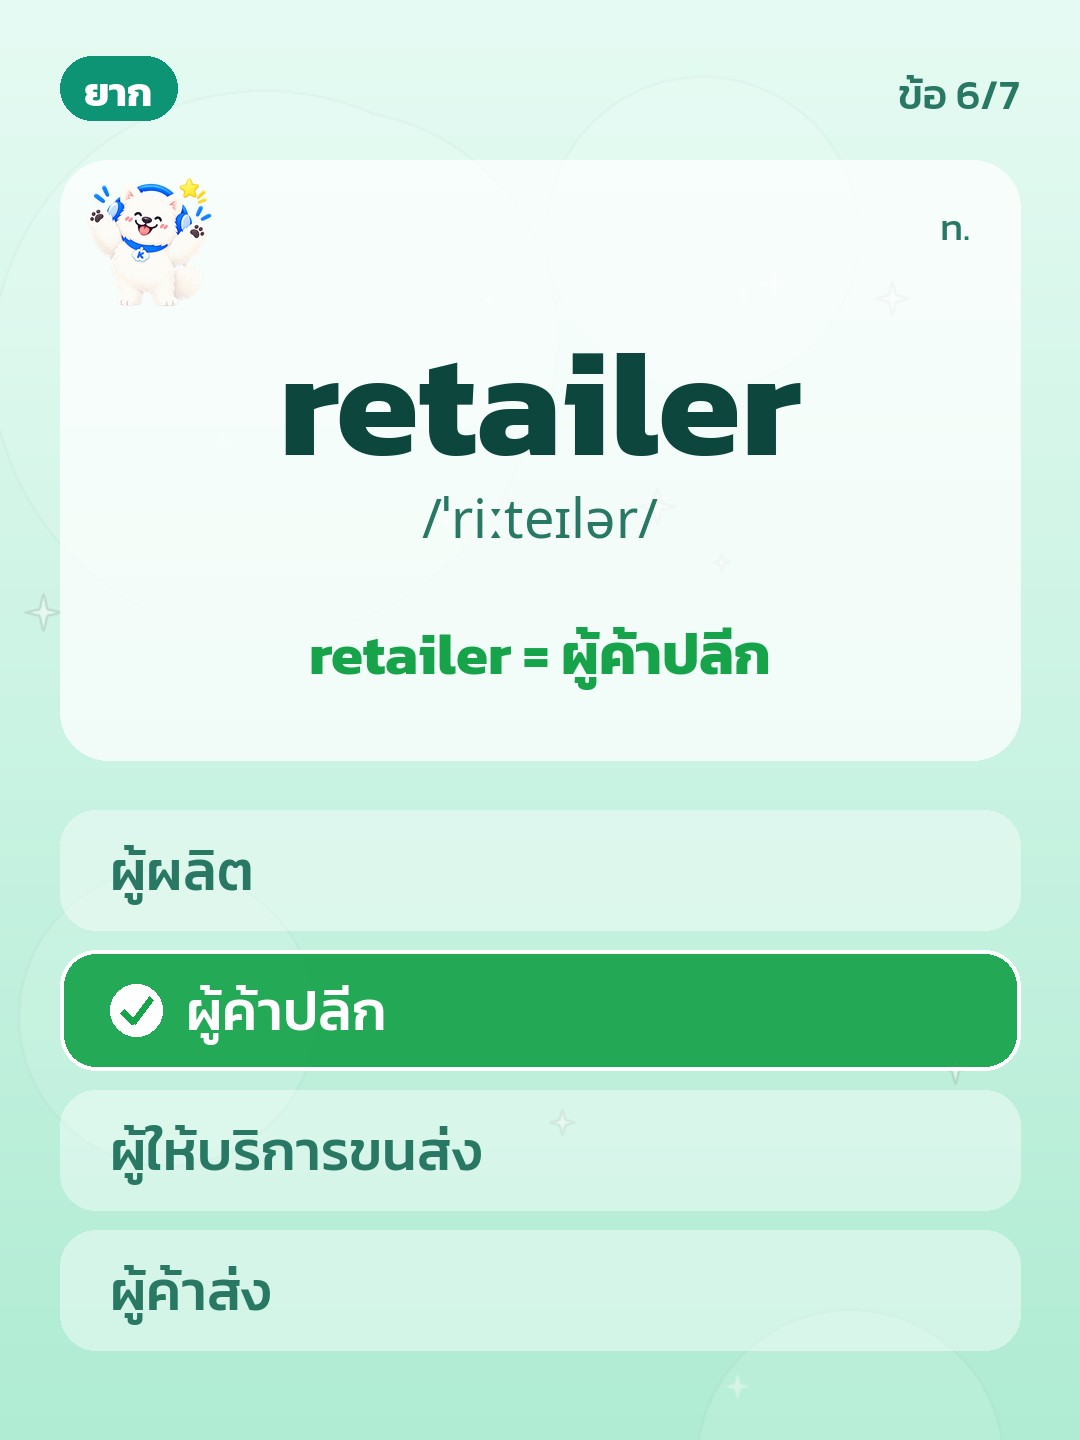 ยาก
ข้อ 6/7
n.
retailer
/ˈriːteɪlər/
retailer = ผู้ค้าปลีก
ผู้ผลิต
ผู้ค้าปลีก
ผู้ให้บริการขนส่ง
ผู้ค้าส่ง